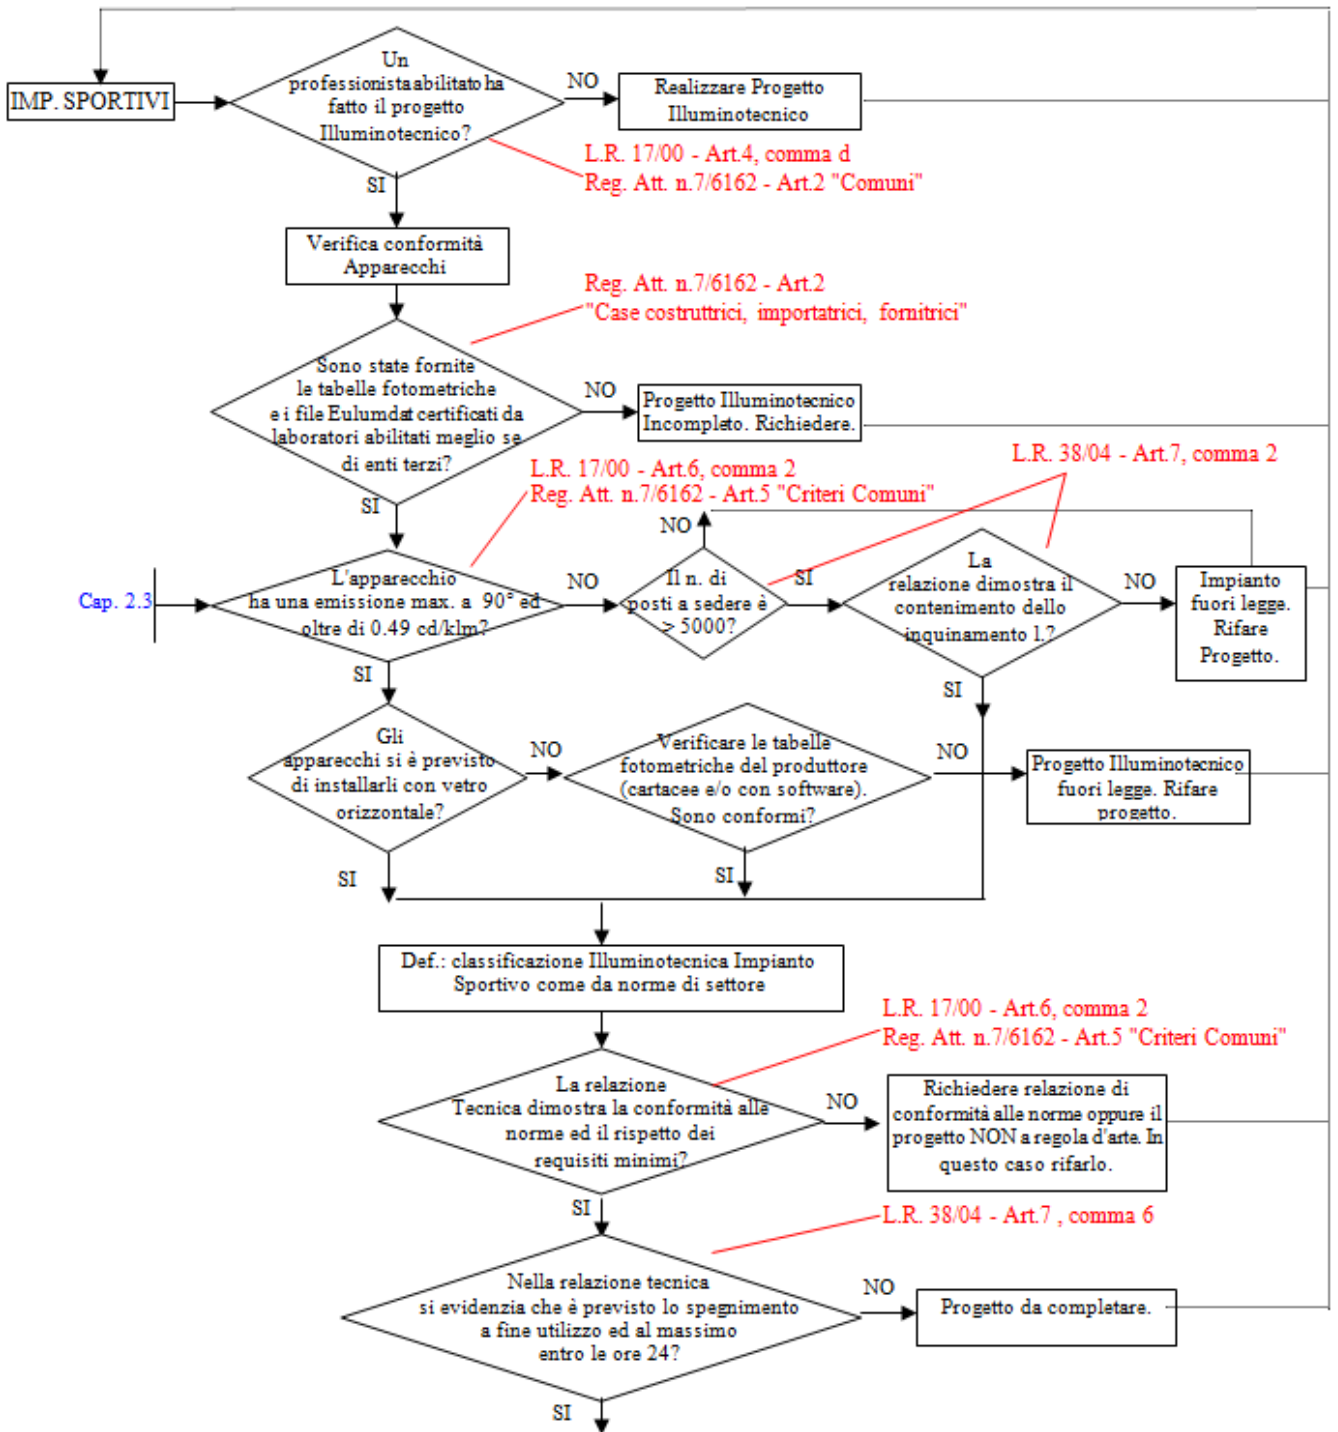 IMP. SPORTIVI
Un
professionista abilitato ha
fatto il progetto
Illuminotecnico?
NO
Realizzare Progetto
Illuminotecnico
L.R. 17/00 - Art.4, comma d
Reg. Att. n.7/6162 - Art.2 "Comuni"
SI
Verifica conformità
Apparecchi
Reg. Att. n.7/6162 - Art.2
"Case costruttrici, importatrici, fornitrici"
Sono state fornite
le tabelle fotometriche
e i file Eulumdat certificati da
laboratori abilitati meglio se
di enti terzi?
NO
Progetto Illuminotecnico
Incompleto. Richiedere.
SI
L.R. 17/00 - Art.6, comma 2
Reg. Att. n.7/6162 - Art.5 "Criteri Comuni"
L.R. 38/04 - Art.7, comma 2
Cap. 2.3
L'apparecchio
ha una emissione max. a 90° ed
oltre di 0.49 cd/klm?
NO
NO
Il n. di
posti a sedere è
> 5000?
SI
La
relazione dimostra il
contenimento dello
inquinamento l.?
NO
Impianto
fuori legge.
Rifare
Progetto.
SI
SI
Gli
apparecchi si è previsto
di installarli con vetro
orizzontale?
NO
Verificare le tabelle
fotometriche del produttore
(cartacee e/o con software).
Sono conformi?
NO
Progetto Illuminotecnico
fuori legge. Rifare
progetto.
SI
SI
Def.: classificazione Illuminotecnica Impianto
Sportivo come da norme di settore
L.R. 17/00 - Art.6, comma 2
Reg. Att. n.7/6162 - Art.5 "Criteri Comuni"
La relazione
Tecnica dimostra la conformità alle
norme ed il rispetto dei
requisiti minimi?
NO
Richiedere relazione di
conformità alle norme oppure il
progetto NON a regola d'arte. In
questo caso rifarlo.
SI
L.R. 38/04 - Art.7 , comma 6
Nella relazione tecnica
si evidenzia che è previsto lo spegnimento
a fine utilizzo ed al massimo
entro le ore 24?
NO
Progetto da completare.
SI